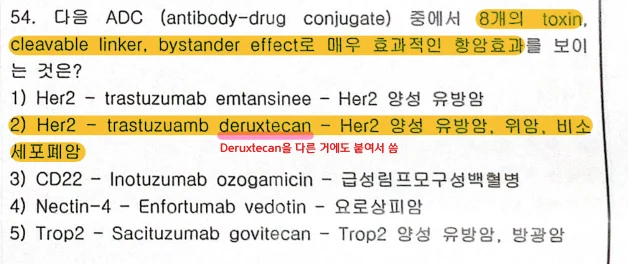 54. 다음 ADC (antibody-drug conjugate) 중에서 8개의 toxin,
cleavable linker, bystander effect로 매우 효과적인 항암효과를 보이
는 것은?
1) Her2 - trastuzumab emtansinee - Her2 양성 유방암
2) Her2 - trastuzuamb deruxtecan - Her2 양성 유방암, 위암, 비소
세포폐암
Deruxtecan을 다른 거에도 붙여서 씀
3) CD22 - Inotuzumab ozogamicin - 급성림프모구성백혈병
4) Nectin-4 - Enfortumab vedotin - 요로상피암
5) Trop2 - Sacituzumab govitecan - Trop2 양성 유방암, 방광암